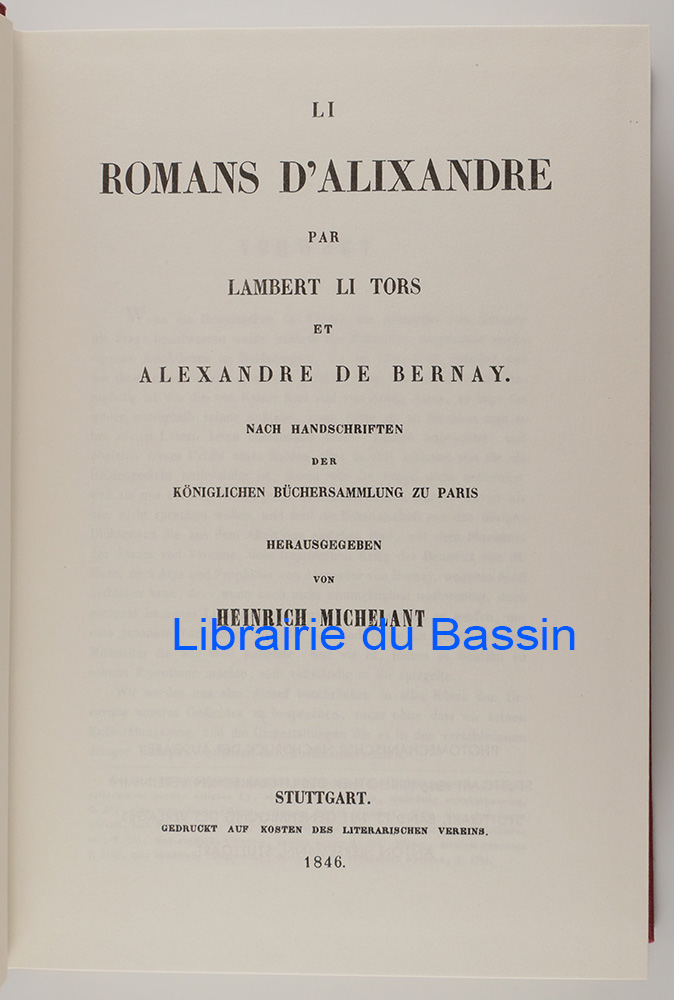 LI
ROMANS D'ALIXANDRE
PAR
LAMBERT LI TORS
ET
ALEXANDRE DE BERNAY.
NACH HANDSCHRIFTEN
DER
KÖNIGLICHEN BÜCHERSAMMLUNG ZU PARIS
HERAUSGEGEBEN
VON
HEINRICH MICHELANT
Librairie du Bassin
STUTTGART.
GEDRUCKT AUF KOSTEN DES LITERARISCHEN VEREINS.
1846.